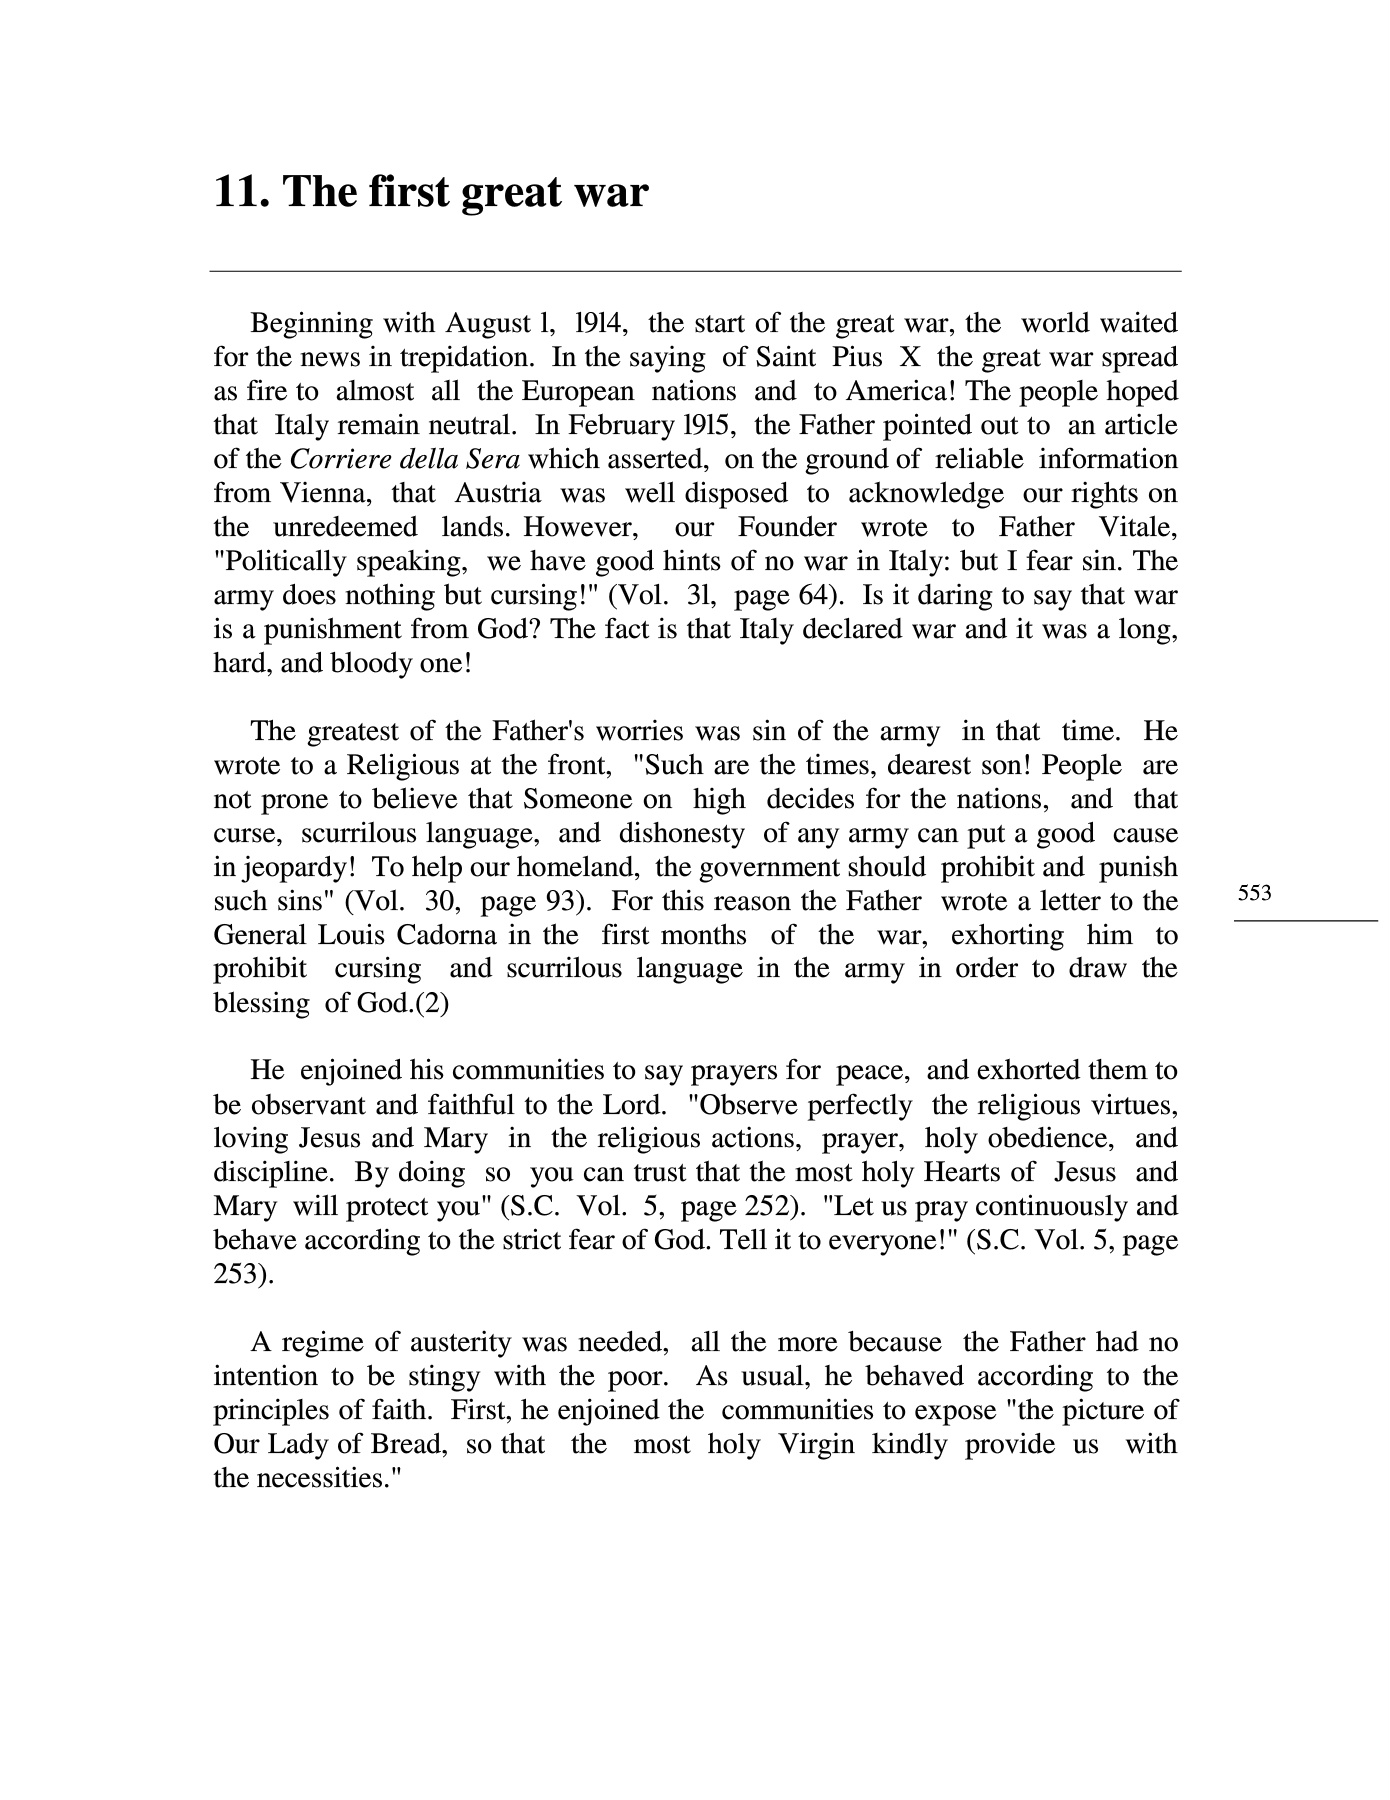 11. The first great war
Beginning with August 1, 1914, the start of the great war, the world waited
for the news in trepidation. In the saying of Saint Pius X the great war spread
as fire to almost all the European nations and to America! The people hoped
that Italy remain neutral. In February 1915, the Father pointed out to an article
of the Corriere della Sera which asserted, on the ground of reliable information
from Vienna, that Austria was well disposed to acknowledge our rights on
the unredeemed lands. However, our Founder wrote to Father Vitale,
"Politically speaking, we have good hints of no war in Italy: but I fear sin. The
army does nothing but cursing!" (Vol. 31, page 64). Is it daring to say that war
is a punishment from God? The fact is that Italy declared war and it was a long,
hard, and bloody one!
The greatest of the Father's worries was sin of the army in that time. He
wrote to a Religious at the front, "Such are the times, dearest son! People are
not prone to believe that Someone on high decides for the nations, and that
curse, scurrilous language, and dishonesty of any army can put a good cause
in jeopardy! To help our homeland, the government should prohibit and punish
such sins" (Vol. 30, page 93). For this reason the Father wrote a letter to the
General Louis Cadorna in the first months of the war, exhorting him to
prohibit cursing and scurrilous language in the army in order to draw the
blessing of God.(2)
553
He enjoined his communities to say prayers for peace, and exhorted them to
be observant and faithful to the Lord. "Observe perfectly the religious virtues,
loving Jesus and Mary in the religious actions, prayer, holy obedience, and
discipline. By doing so you can trust that the most holy Hearts of Jesus and
Mary will protect you" (S.C. Vol. 5, page 252). "Let us pray continuously and
behave according to the strict fear of God. Tell it to everyone!" (S.C. Vol. 5, page
253).
A regime of austerity was needed, all the more because the Father had no
intention to be stingy with the poor. As usual, he behaved according to the
principles of faith. First, he enjoined the communities to expose "the picture of
Our Lady of Bread, so that the most holy Virgin kindly provide us with
the necessities."